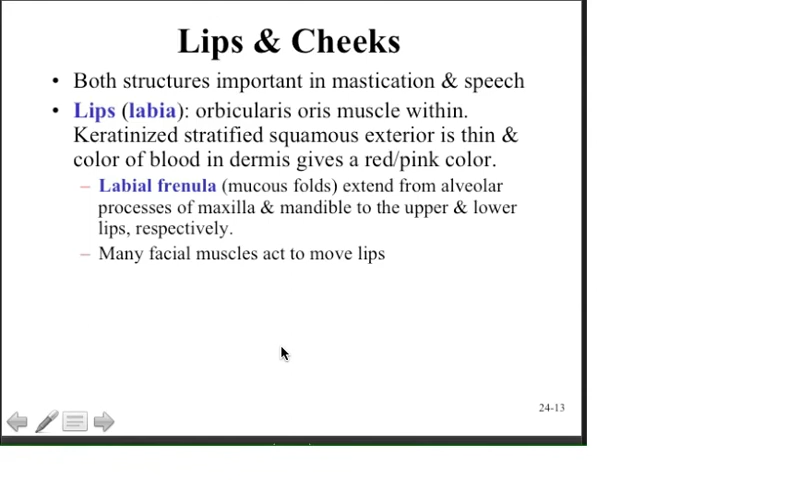 Lips & Cheeks
• Both structures important in mastication & speech
• Lips (labia): orbicularis oris muscle within.
Keratinized stratified squamous exterior is thin &
color of blood in dermis gives a red/pink color.
– Labial frenula (mucous folds) extend from alveolar
processes of maxilla & mandible to the upper & lower
lips, respectively.
– Many facial muscles act to move lips
24-13